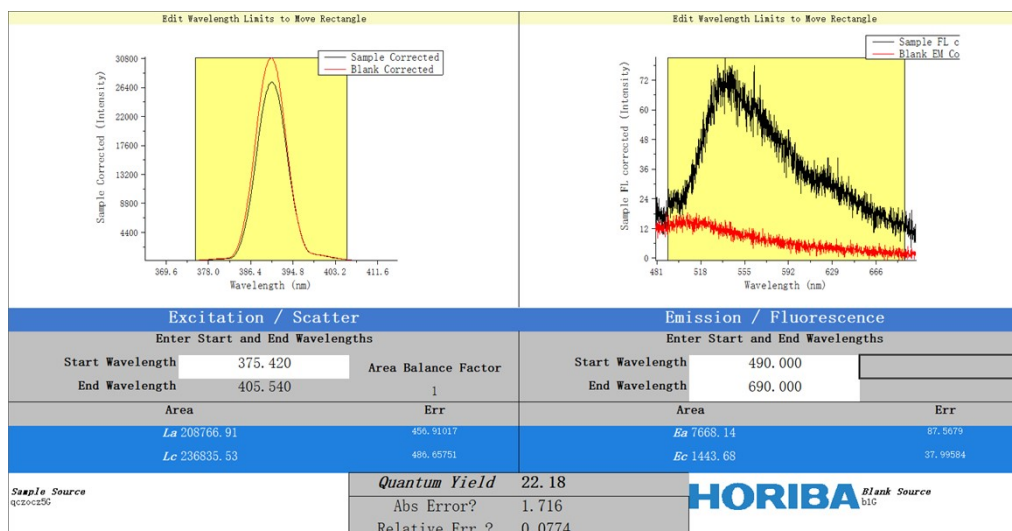 Edit Wavelength Limits to Move Rectangle
Edit Wavelength Limits to Move Rectangle
Sample Corrected
Blank Corrected
30800
26400
22000
17600
13200
8800
4400
Sample Corrected (Intensity)
369.6 378.0 386.4 394.8 403.2 411.6
Wavelength (nm)
Sample FL c
Blank EM Co
72
60
48
36
24
12
0
Sample FL corrected (Intensity)
481 518 555 592 629 666
Wavelength (nm)
Excitation / Scatter
Enter Start and End Wavelengths
Start Wavelength 375.420
End Wavelength 405.540
Area Balance Factor
1
Area Err
La 208766.91 456.91017
Lc 236835.53 486.65751
Emission / Fluorescence
Enter Start and End Wavelengths
Start Wavelength 490.000
End Wavelength 690.000
Area Err
Ea 7668.14 87.5679
Ec 1443.68 37.99584
Sample Source
qczocz5G
Quantum Yield 22.18
Abs Error? 1.716
Relative Err ? 0.0774
HORIBA
Blank Source
b1G